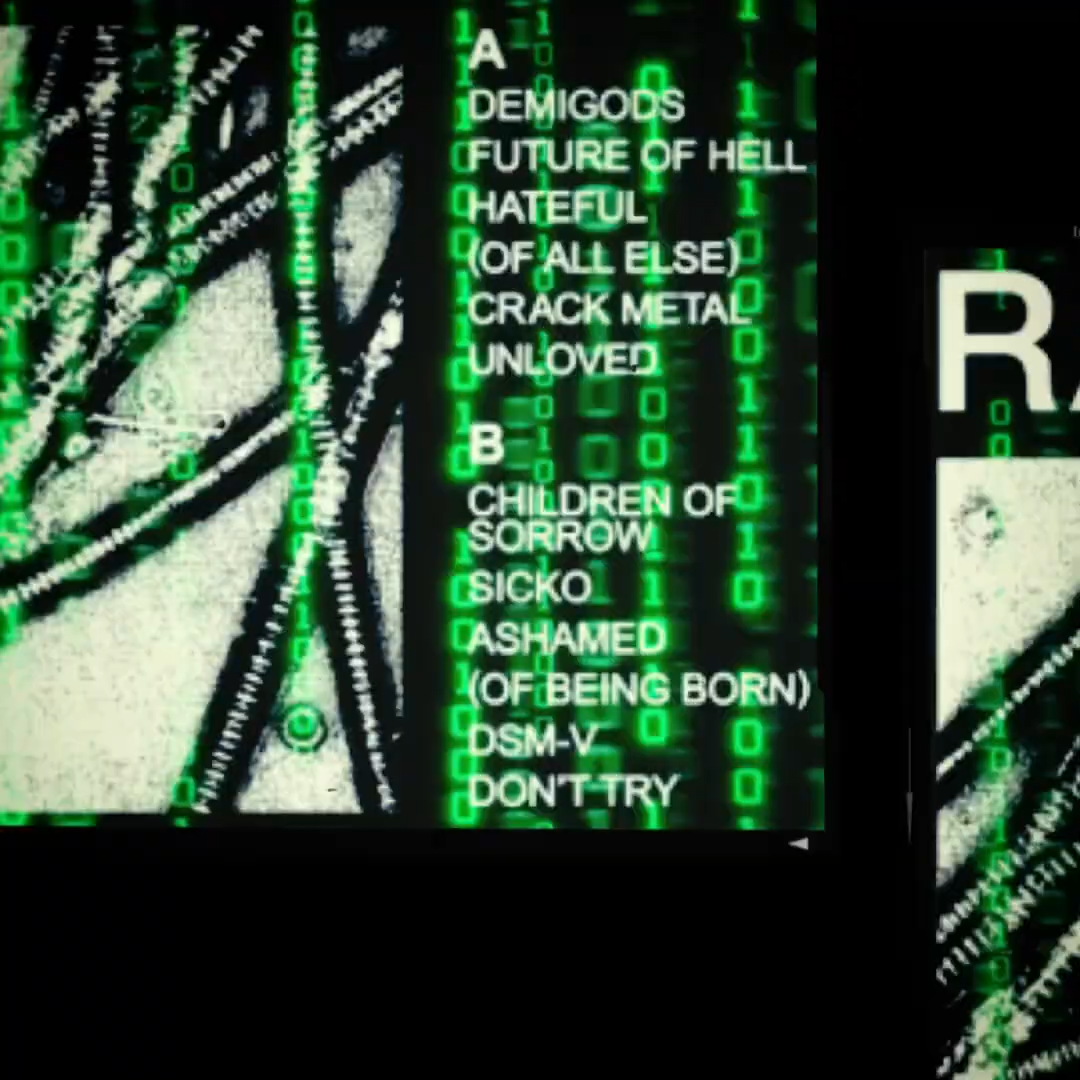 A
DEMIGODS
FUTURE OF HELL
HATEFUL
(OF ALL ELSE)
CRACK METAL
UNLOVED
B
CHILDREN OF
SORROW
SICKO
ASHAMED
(OF BEING BORN)
DSM-V
DON'T TRY